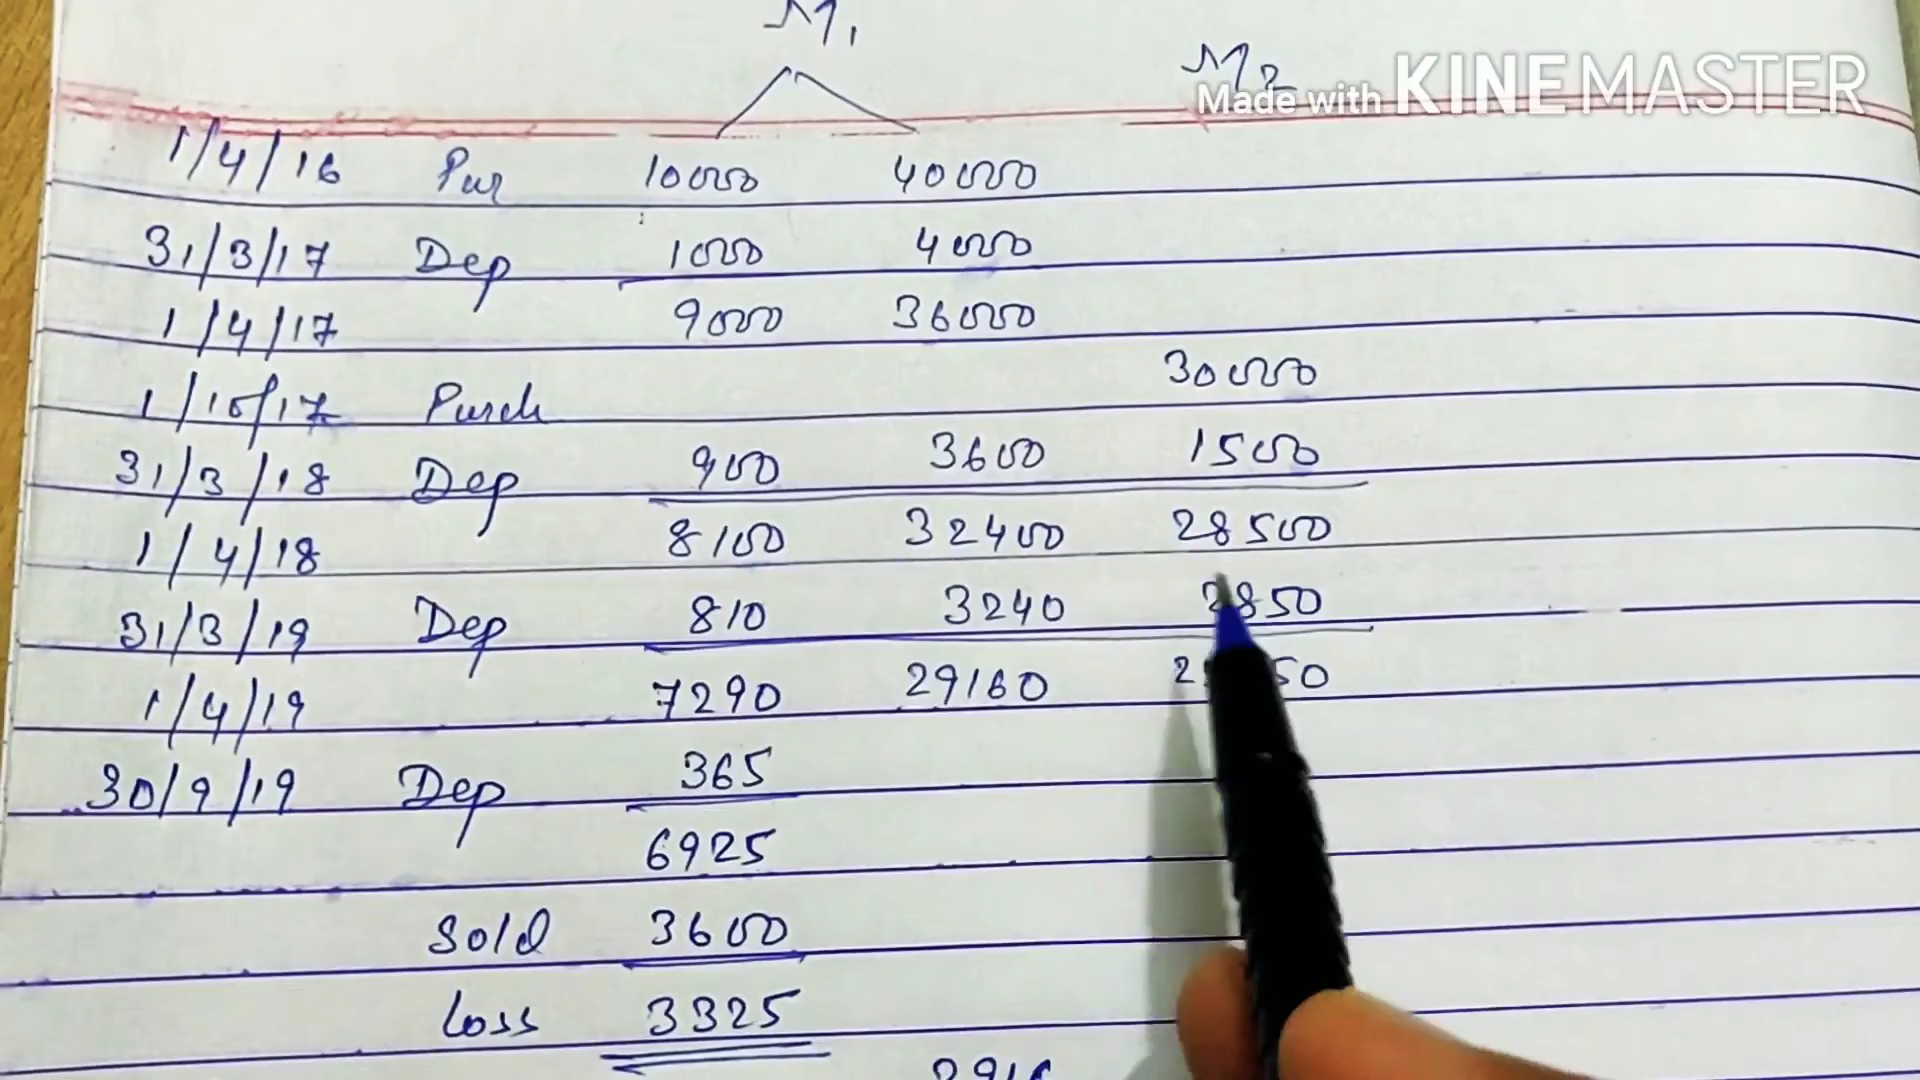 M1
M2
Made with KINEMASTER
1/4/16 Pur 10000 40000
31/3/17 Dep 1000 4000
1/4/17 9000 36000
1/10/17 Purch 30000
31/3/18 Dep 900 3600 1500
1/4/18 8100 32400 28500
31/3/19 Dep 810 3240 2850
1/4/19 7290 29160
30/9/19 Dep 365
6925
Sold 3600
Loss 3325